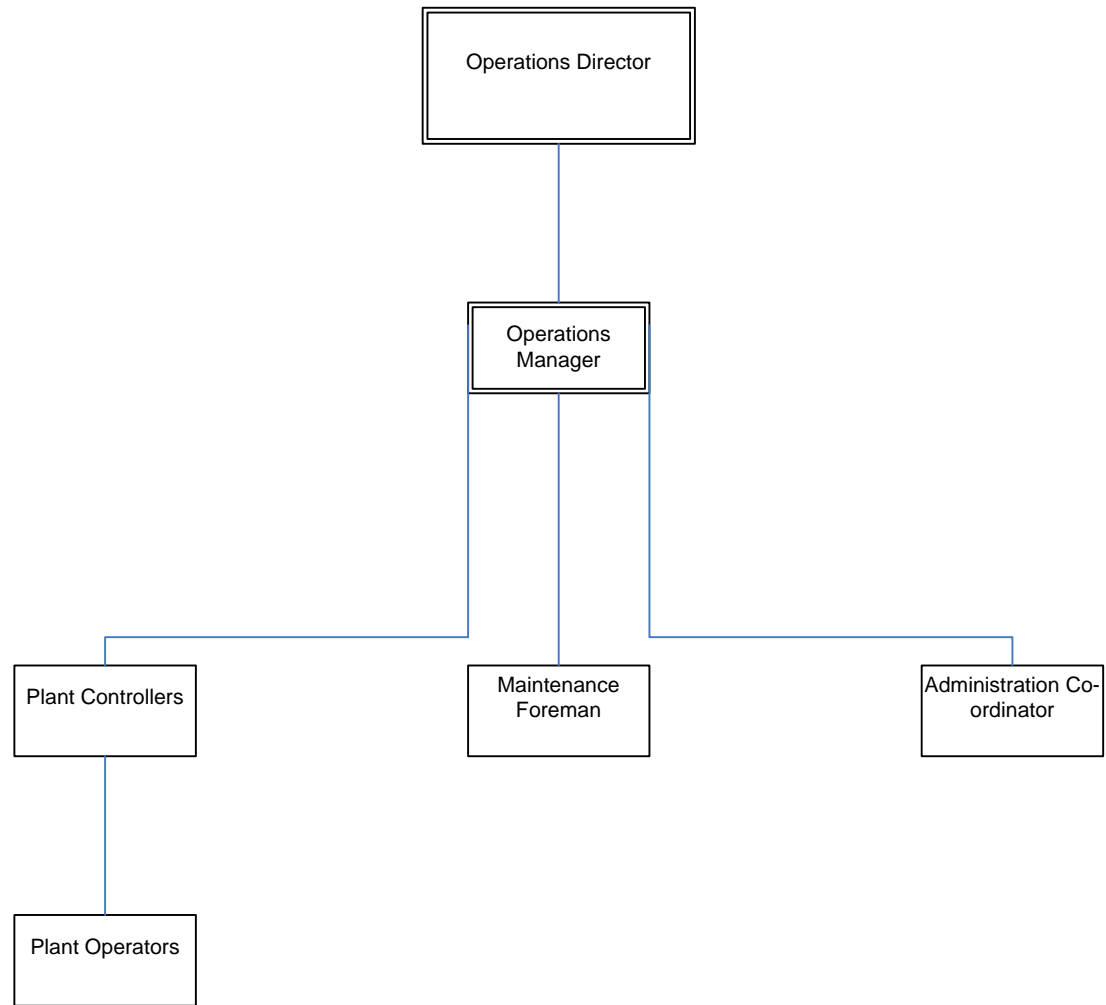 Operations Director
Operations
Manager
Plant Controllers
Maintenance
Foreman
Administration Co-
ordinator
Plant Operators